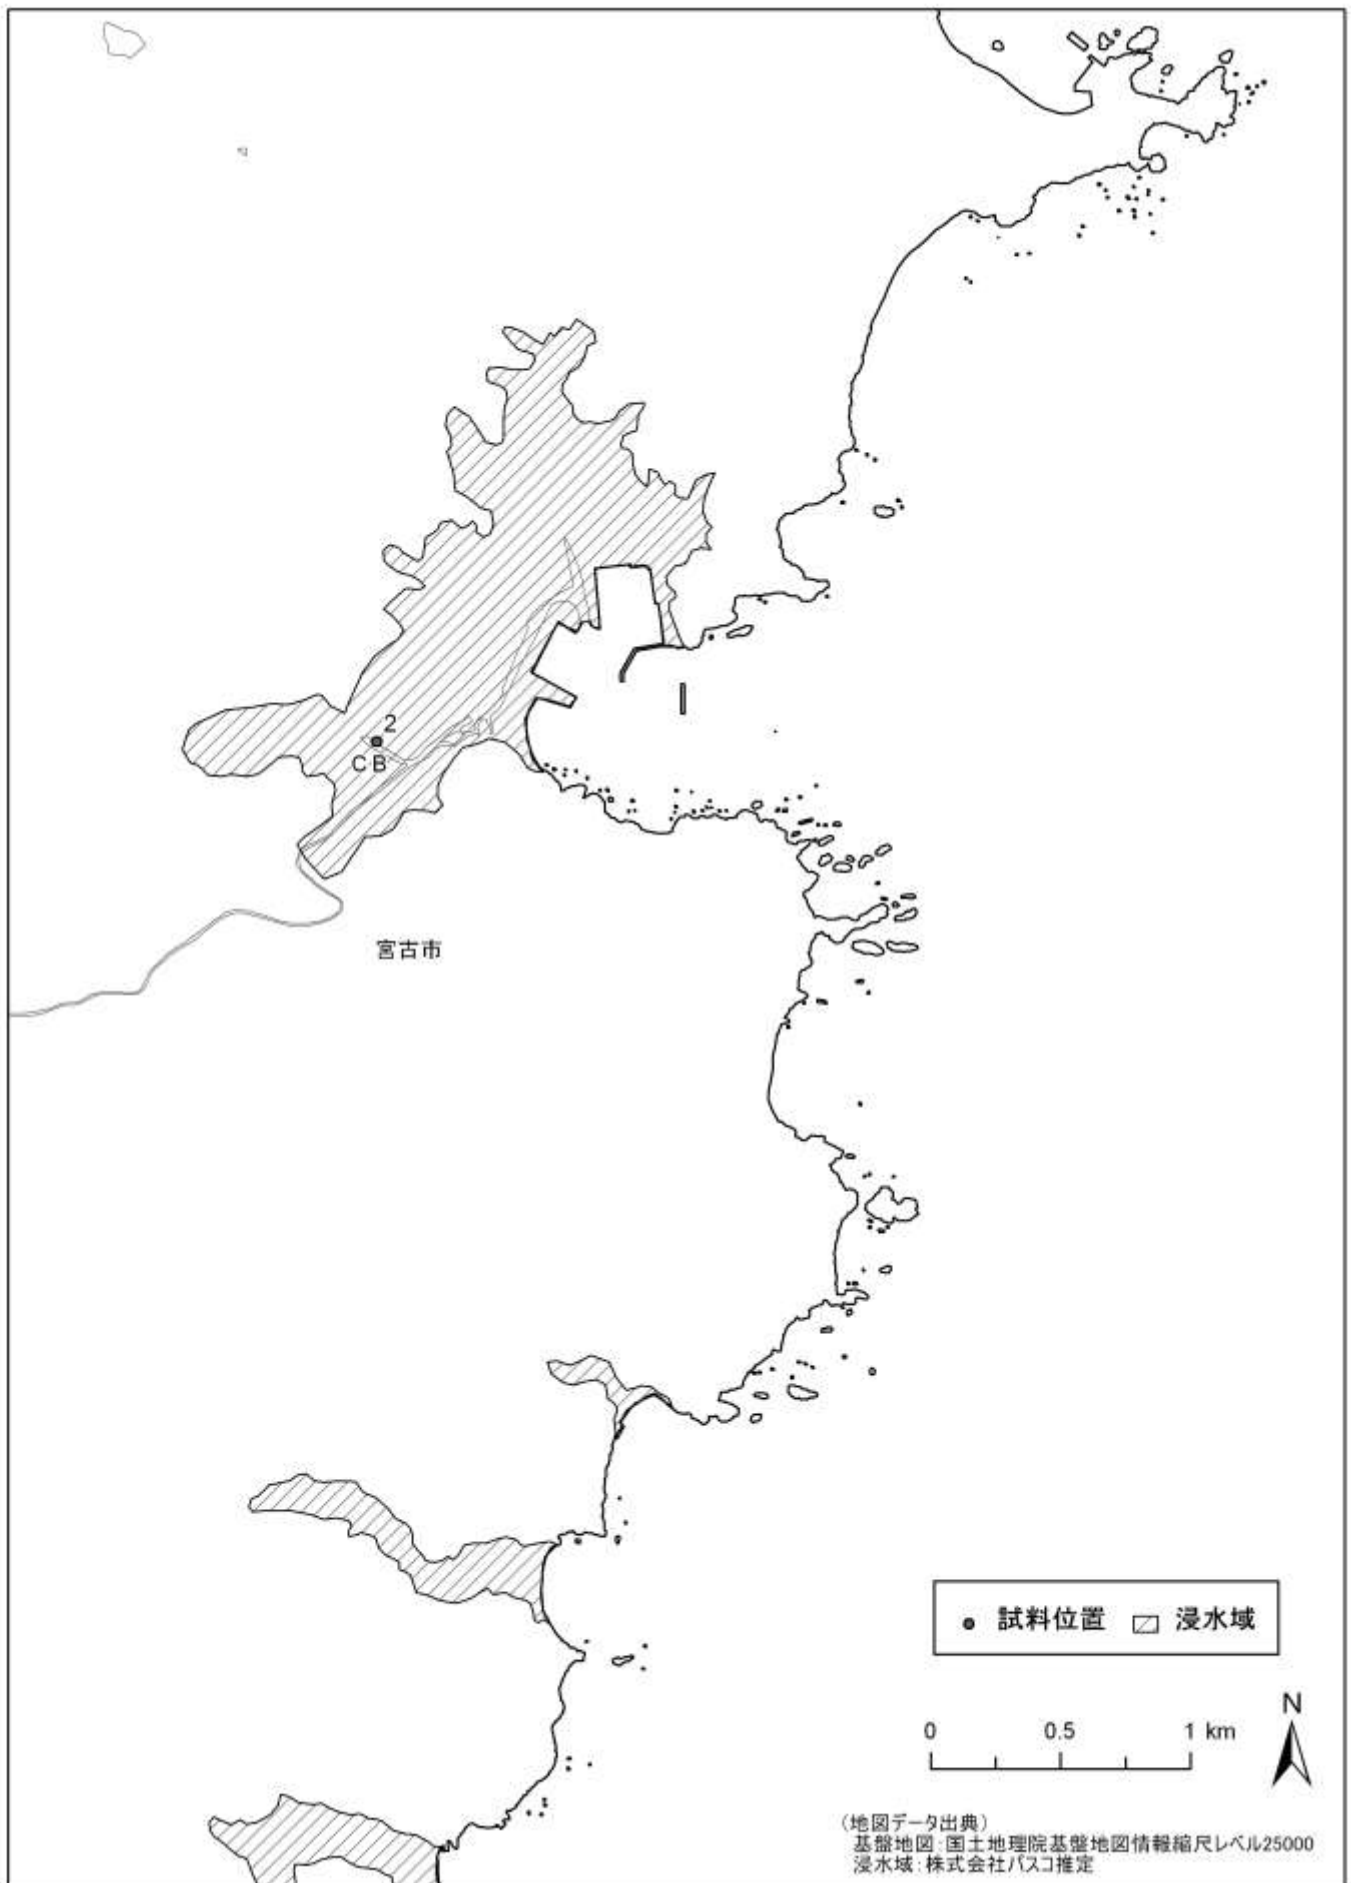 2
C B
宮古市
試料位置 浸水域
N
0 0.5 1 km
(地図データ出典)
基盤地図:国土地理院基盤地図情報縮尺レベル25000
浸水域:株式会社パスコ推定